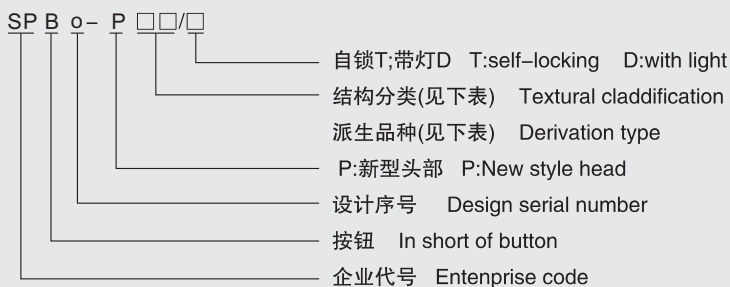 SP B o- P □□/□
自锁T;带灯D T:self-locking D:with light
结构分类(见下表) Textural claddification
派生品种(见下表) Derivation type
P:新型头部 P:New style head
设计序号 Design serial number
按钮 In short of button
企业代号 Entenprise code